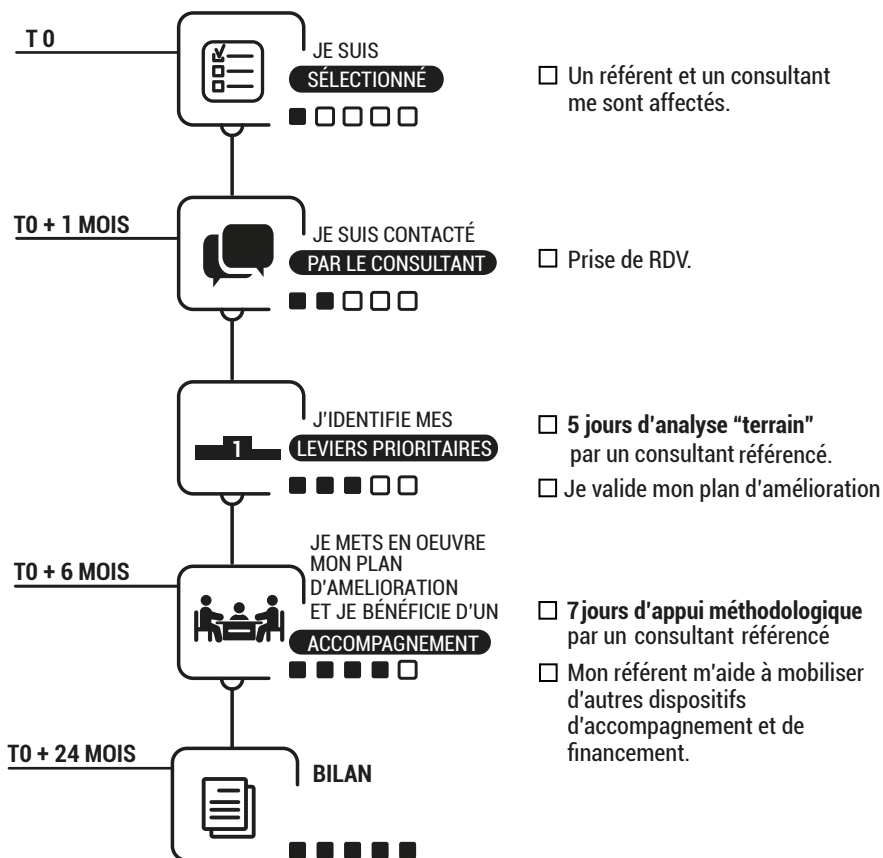 T 0
JE SUIS
SÉLECTIONNÉ
☐ Un référent et un consultant
me sont affectés.
T0 + 1 MOIS
JE SUIS CONTACTÉ
PAR LE CONSULTANT
☐ Prise de RDV.
1
J'IDENTIFIE MES
LEVIERS PRIORITAIRES
☐ 5 jours d'analyse “terrain”
par un consultant référencé.
☐ Je valide mon plan d'amélioration
T0 + 6 MOIS
JE METS EN OEUVRE
MON PLAN
D'AMELIORATION
ET JE BÉNÉFICIE D'UN
ACCOMPAGNEMENT
☐ 7 jours d'appui méthodologique
par un consultant référencé
☐ Mon référent m'aide à mobiliser
d'autres dispositifs
d'accompagnement et de
financement.
T0 + 24 MOIS
BILAN